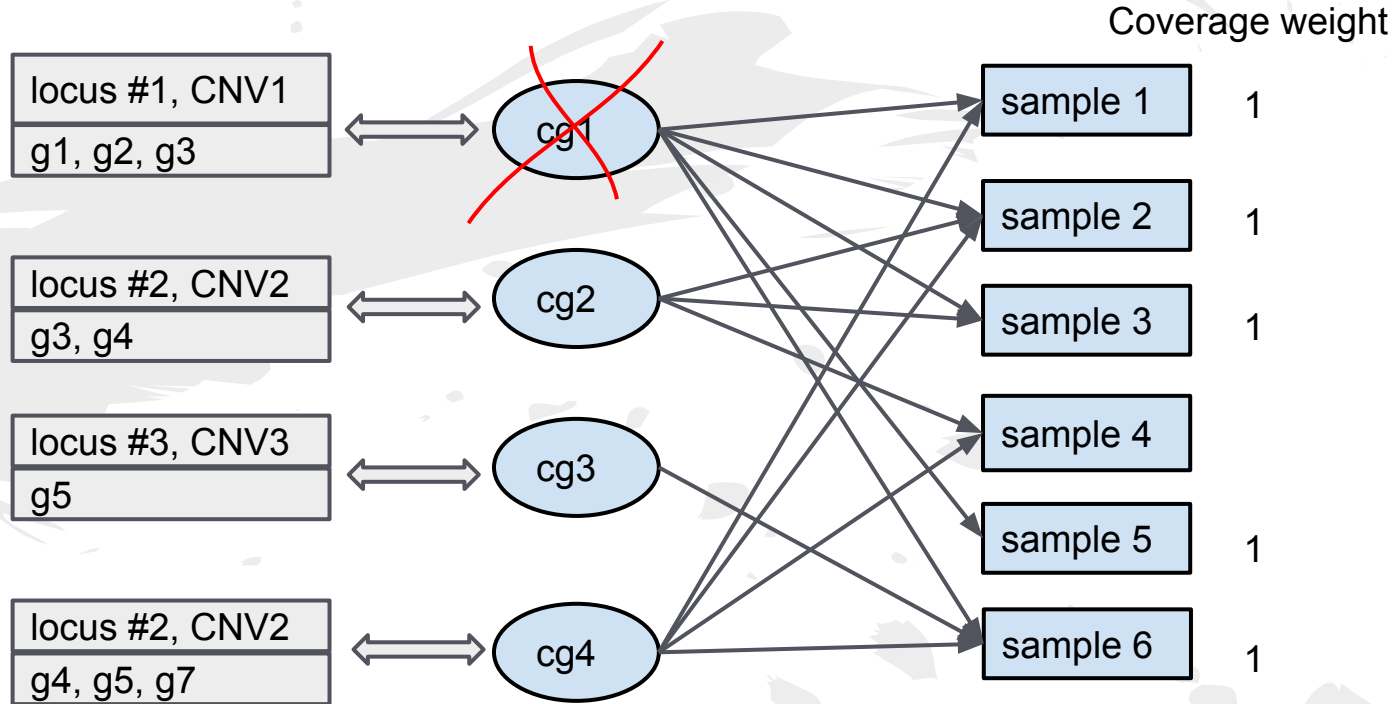 Coverage weight
locus #1, CNV1
g1, g2, g3
cg1
sample 1
1
sample 2
1
locus #2, CNV2
g3, g4
cg2
sample 3
1
locus #3, CNV3
g5
cg3
sample 4
sample 5
1
locus #2, CNV2
g4, g5, g7
cg4
sample 6
1